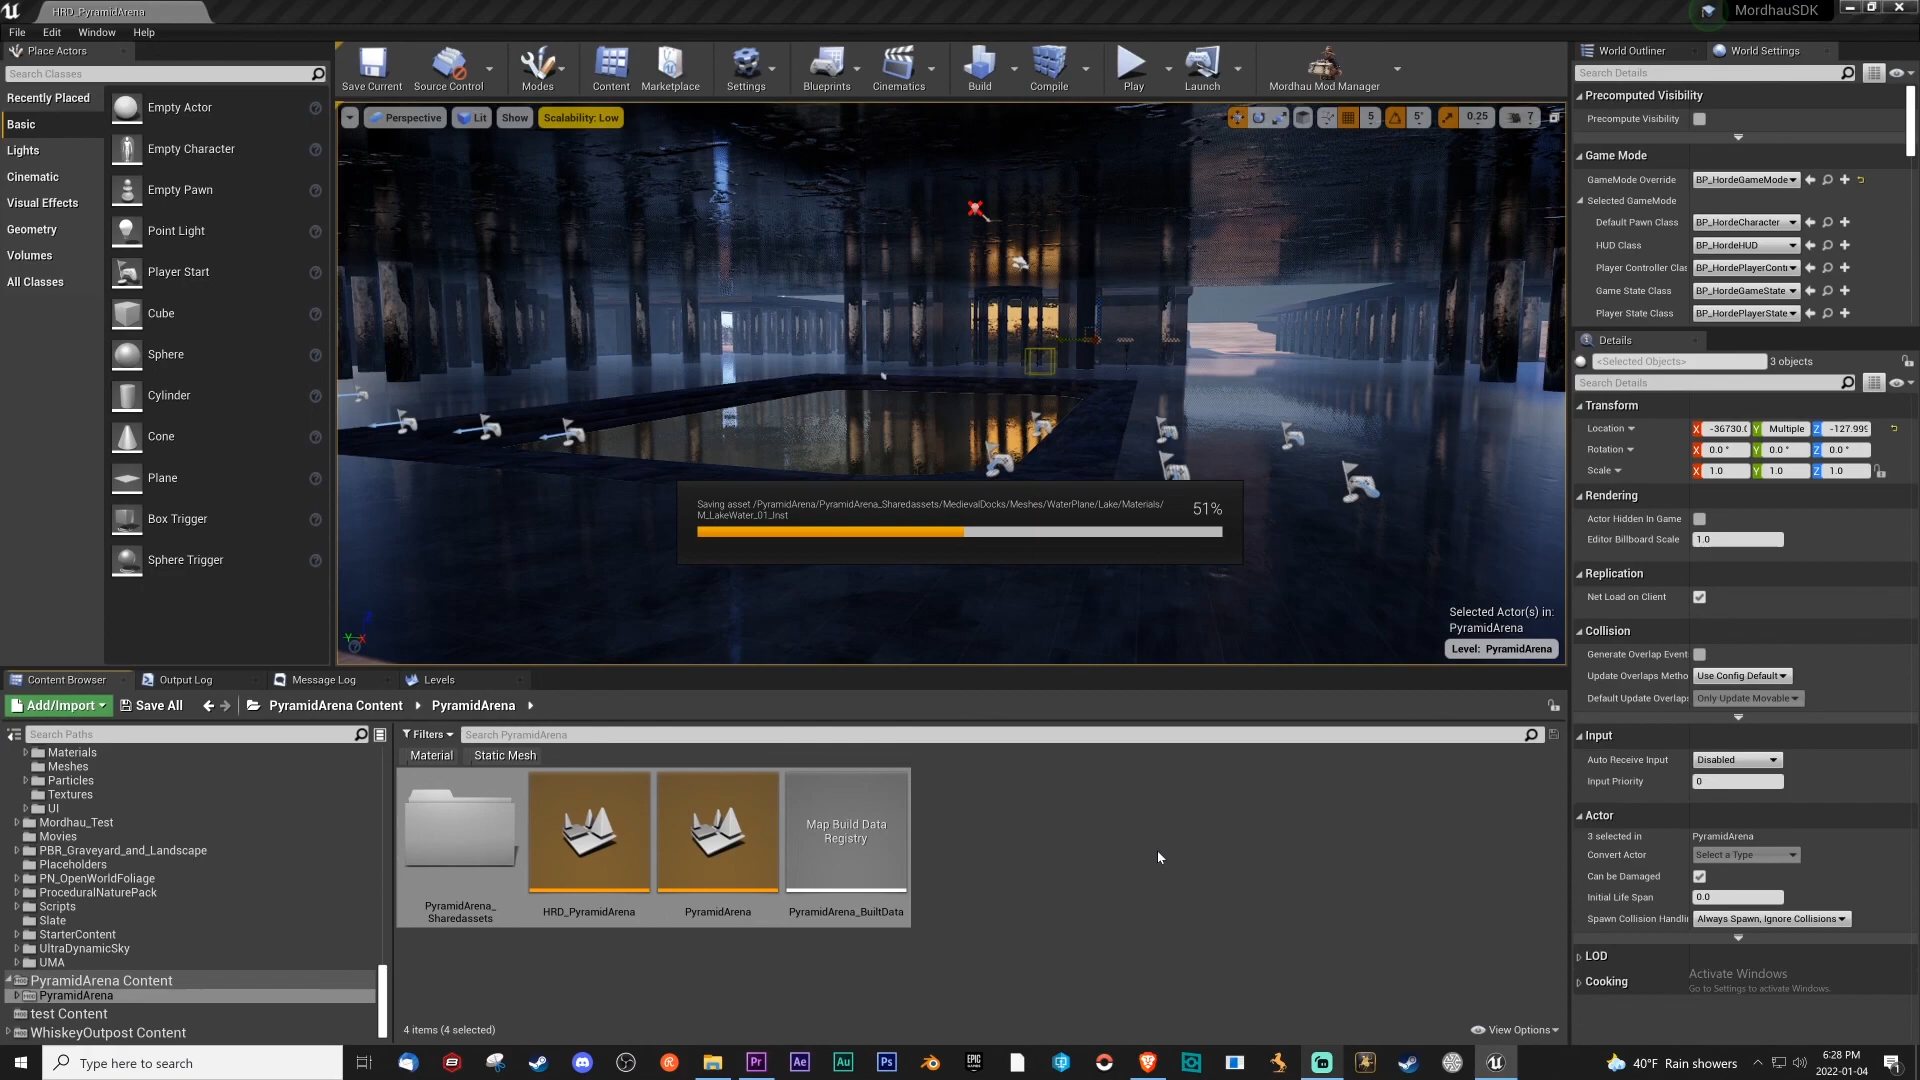 HRD_PyramidArena
MordhauSDK
File Edit Window Help
Place Actors
Search Classes
Recently Placed
Basic
Lights
Cinematic
Visual Effects
Geometry
Volumes
All Classes
Empty Actor
Empty Character
Empty Pawn
Point Light
Player Start
Cube
Sphere
Cylinder
Cone
Plane
Box Trigger
Sphere Trigger
Save Current
Source Control
Modes
Content
Marketplace
Settings
Blueprints
Cinematics
Build
Compile
Play
Launch
Mordhau Mod Manager
Perspective
Lit
Show
Scalability: Low
5
5°
0.25
7
Saving asset /PyramidArena/PyramidArena_Sharedassets/MedievalDocks/Meshes/WaterPlane/Lake/Materials/
M_LakeWater_01_Inst
51%
Selected Actor(s) in:
PyramidArena
Level: PyramidArena
World Outliner
World Settings
Search Details
Precomputed Visibility
Precompute Visibility
Game Mode
GameMode Override BP_HordeGameMode
Selected GameMode
Default Pawn Class BP_HordeCharacter
HUD Class BP_HordeHUD
Player Controller Clas BP_HordePlayerContr
Game State Class BP_HordeGameState
Player State Class BP_HordePlayerState
Details
<Selected Objects> 3 objects
Search Details
Transform
Location X -36730.0 Y Multiple Z -127.999
Rotation X 0.0 ° Y 0.0 ° Z 0.0 °
Scale X 1.0 Y 1.0 Z 1.0
Rendering
Actor Hidden In Game
Editor Billboard Scale 1.0
Replication
Net Load on Client
Collision
Generate Overlap Event
Update Overlaps Metho Use Config Default
Default Update Overlaps Only Update Movable
Input
Auto Receive Input Disabled
Input Priority 0
Actor
3 selected in PyramidArena
Convert Actor Select a Type
Can be Damaged
Initial Life Span 0.0
Spawn Collision Handli Always Spawn, Ignore Collisions
LOD
Cooking
Activate Windows
Go to Settings to activate Windows.
Content Browser
Output Log
Message Log
Levels
Add/Import
Save All
PyramidArena Content
PyramidArena
Search Paths
Materials
Meshes
Particles
Textures
UI
Mordhau_Test
Movies
PBR_Graveyard_and_Landscape
Placeholders
PN_OpenWorldFoliage
ProceduralNaturePack
Scripts
Slate
StarterContent
UltraDynamicSky
UMA
PyramidArena Content
PyramidArena
test Content
WhiskeyOutpost Content
Filters
Search PyramidArena
Material
Static Mesh
PyramidArena_
Sharedassets
HRD_PyramidArena
PyramidArena
Map Build Data
Registry
PyramidArena_BuiltData
4 items (4 selected)
View Options
Type here to search
Pr
Ae
Au
Ps
EPIC
GAMES
40°F Rain showers
6:28 PM
2022-01-04
1